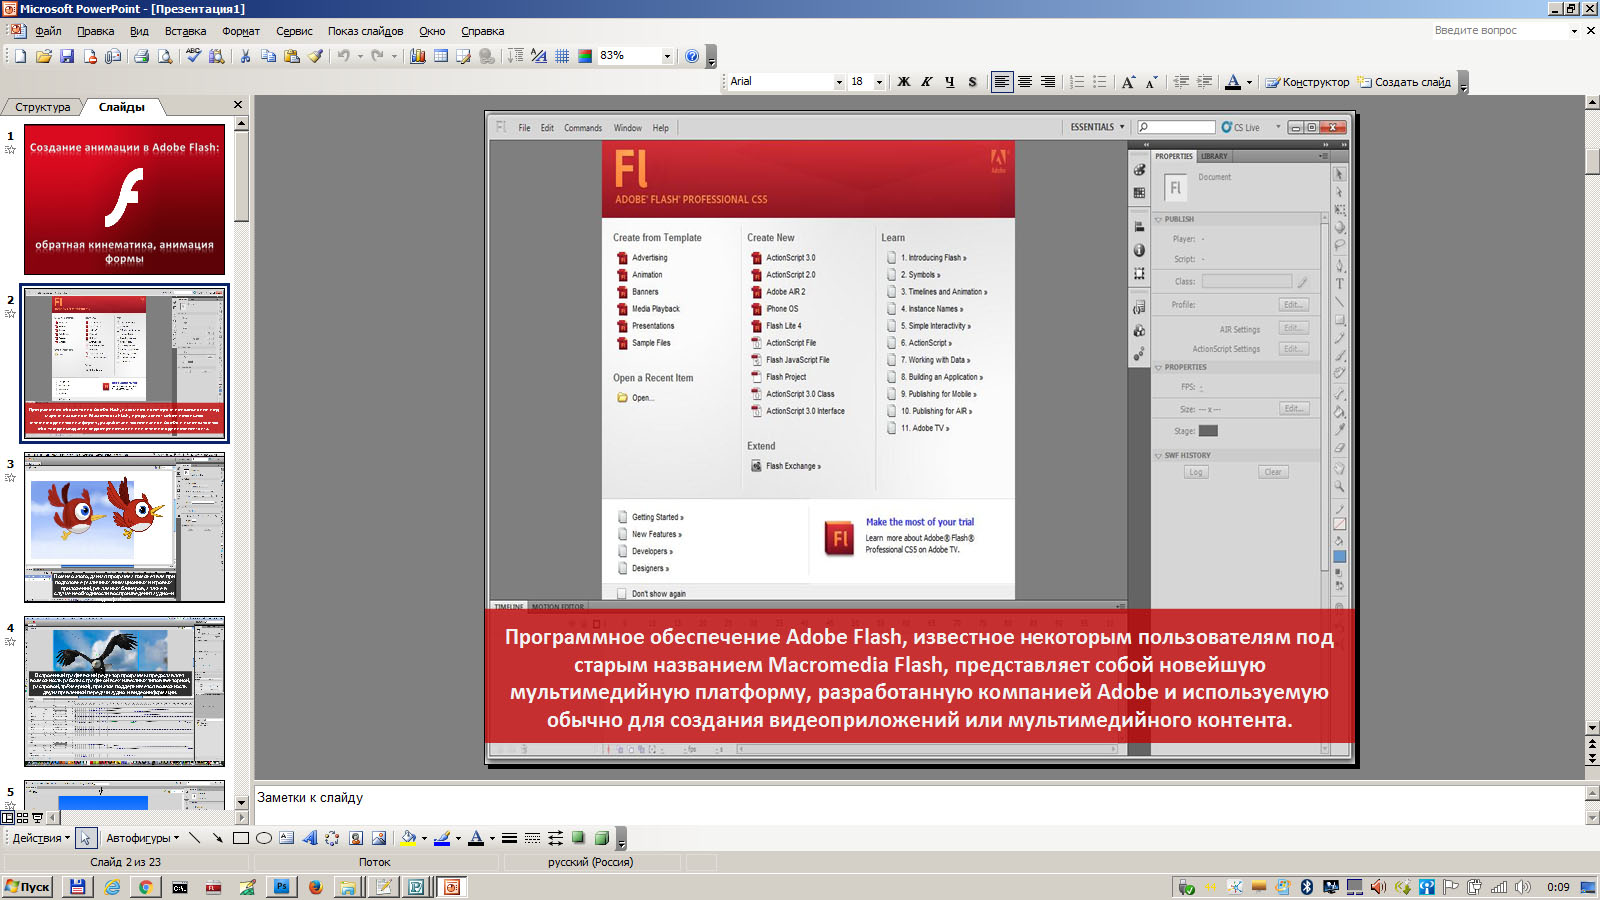 Microsoft PowerPoint - [Презентация1]
Файл Правка Вид Вставка Формат Сервис Показ слайдов Окно Справка
Введите вопрос
83%
Arial 18 Ж К Ч S Конструктор Создать слайд
Структура Слайды
1
Создание анимации в Adobe Flash:
обратная кинематика, анимация
формы
2
3
4
5
Fl File Edit Commands Window Help
ESSENTIALS CS Live
Fl
Adobe
ADOBE® FLASH® PROFESSIONAL CS5
Create from Template
Advertising
Animation
Banners
Media Playback
Presentations
Sample Files
Open a Recent Item
Open...
Create New
ActionScript 3.0
ActionScript 2.0
Adobe AIR 2
iPhone OS
Flash Lite 4
ActionScript File
Flash JavaScript File
Flash Project
ActionScript 3.0 Class
ActionScript 3.0 Interface
Extend
Flash Exchange »
Learn
1. Introducing Flash »
2. Symbols »
3. Timelines and Animation »
4. Instance Names »
5. Simple Interactivity »
6. ActionScript »
7. Working with Data »
8. Building an Application »
9. Publishing for Mobile »
10. Publishing for AIR »
11. Adobe TV »
Getting Started »
New Features »
Developers »
Designers »
Fl
Make the most of your trial
Learn more about Adobe® Flash®
Professional CS5 on Adobe TV.
Don't show again
PROPERTIES LIBRARY
Fl Document
PUBLISH
Player: -
Script: -
Class:
Profile: Edit...
AIR Settings Edit...
ActionScript Settings Edit...
PROPERTIES
FPS: -
Size: --- x --- Edit...
Stage:
SWF HISTORY
Log Clear
TIMELINE MOTION EDITOR
Программное обеспечение Adobe Flash, известное некоторым пользователям под
старым названием Macromedia Flash, представляет собой новейшую
мультимедийную платформу, разработанную компанией Adobe и используемую
обычно для создания видеоприложений или мультимедийного контента.
fps s
Заметки к слайду
Действия Автофигуры
Слайд 2 из 23 Поток русский (Россия)
Пуск
0:09